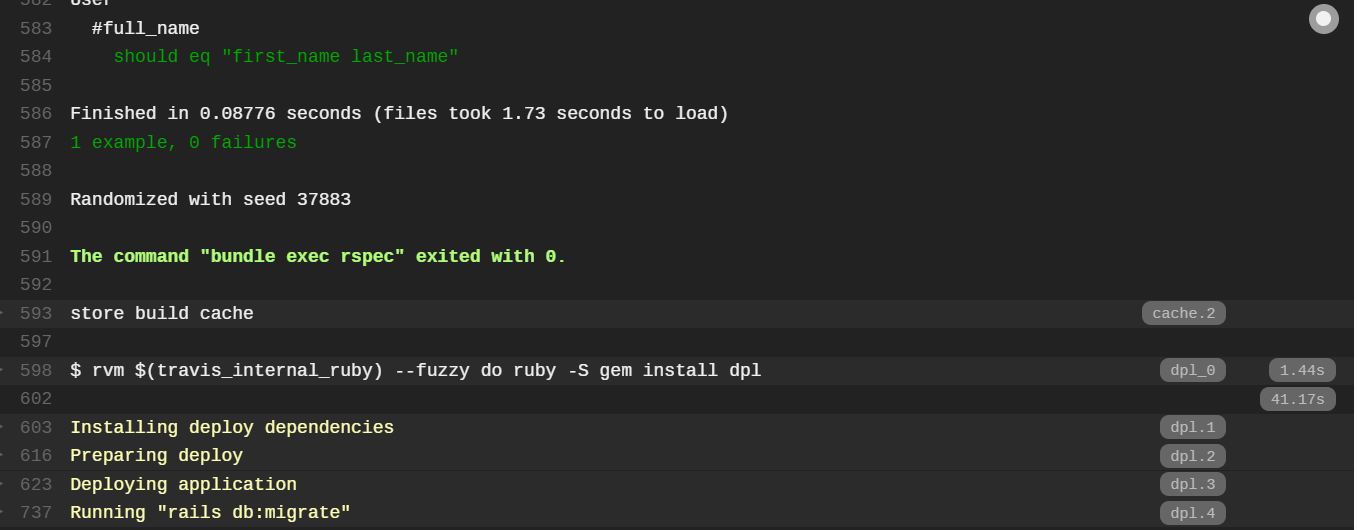 582 User
583 #full_name
584 should eq "first_name last_name"
585
586 Finished in 0.08776 seconds (files took 1.73 seconds to load)
587 1 example, 0 failures
588
589 Randomized with seed 37883
590
591 The command "bundle exec rspec" exited with 0.
592
593 store build cache cache.2
597
598 $ rvm $(travis_internal_ruby) --fuzzy do ruby -S gem install dpl dpl_0 1.44s
602 41.17s
603 Installing deploy dependencies dpl.1
616 Preparing deploy dpl.2
623 Deploying application dpl.3
737 Running "rails db:migrate" dpl.4